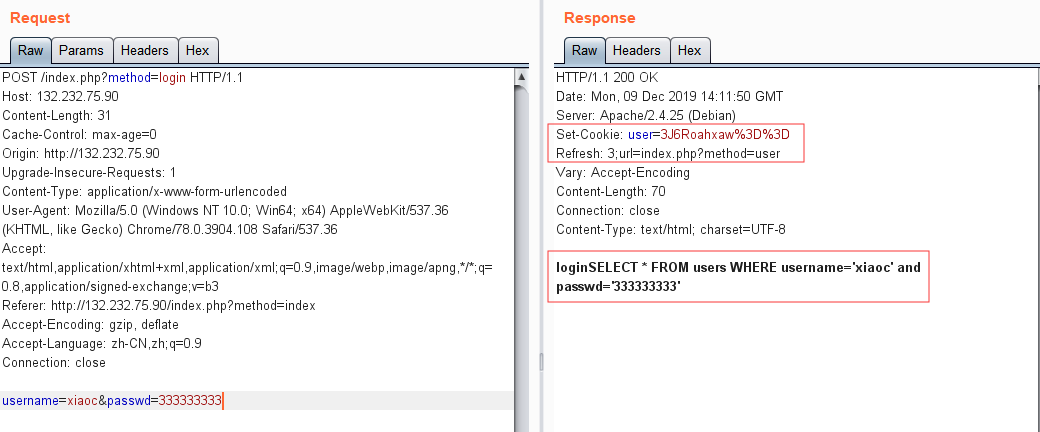 Request
Raw Params Headers Hex
POST /index.php?method=login HTTP/1.1
Host: 132.232.75.90
Content-Length: 31
Cache-Control: max-age=0
Origin: http://132.232.75.90
Upgrade-Insecure-Requests: 1
Content-Type: application/x-www-form-urlencoded
User-Agent: Mozilla/5.0 (Windows NT 10.0; Win64; x64) AppleWebKit/537.36
(KHTML, like Gecko) Chrome/78.0.3904.108 Safari/537.36
Accept:
text/html,application/xhtml+xml,application/xml;q=0.9,image/webp,image/apng,*/*;q=
0.8,application/signed-exchange;v=b3
Referer: http://132.232.75.90/index.php?method=index
Accept-Encoding: gzip, deflate
Accept-Language: zh-CN,zh;q=0.9
Connection: close
username=xiaoc&passwd=333333333
Response
Raw Headers Hex
HTTP/1.1 200 OK
Date: Mon, 09 Dec 2019 14:11:50 GMT
Server: Apache/2.4.25 (Debian)
Set-Cookie: user=3J6Roahxaw%3D%3D
Refresh: 3;url=index.php?method=user
Vary: Accept-Encoding
Content-Length: 70
Connection: close
Content-Type: text/html; charset=UTF-8
loginSELECT * FROM users WHERE username='xiaoc' and
passwd='333333333'